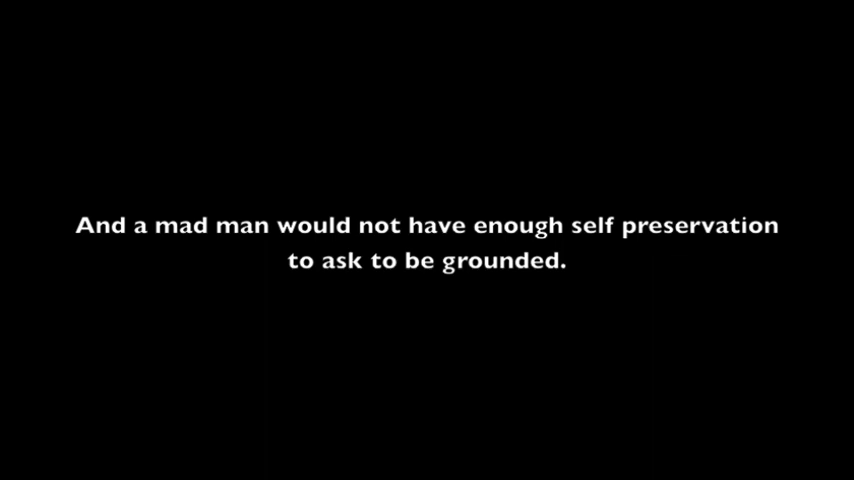 And a mad man would not have enough self preservation
to ask to be grounded.